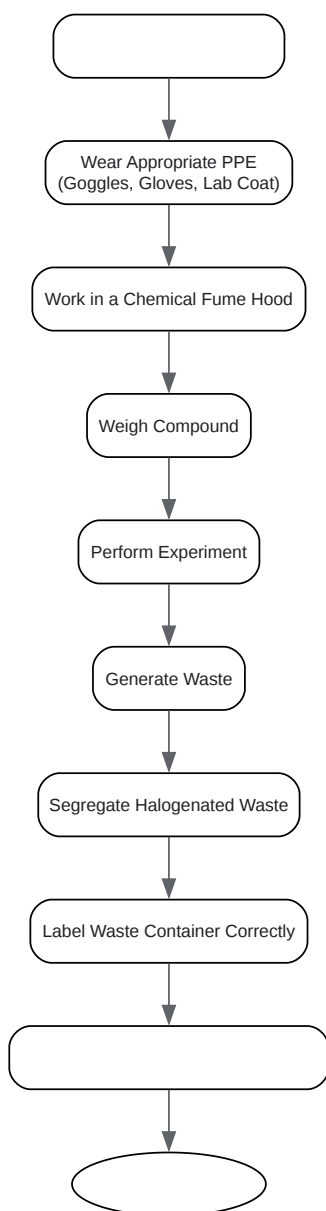 Wear Appropriate PPE
(Goggles, Gloves, Lab Coat)
Work in a Chemical Fume Hood
Weigh Compound
Perform Experiment
Generate Waste
Segregate Halogenated Waste
Label Waste Container Correctly